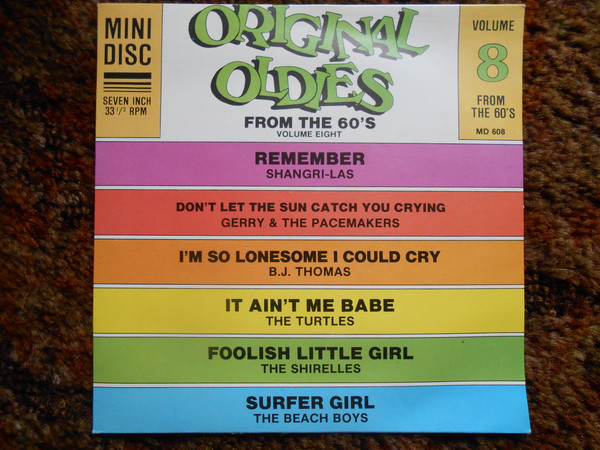 MINI
DISC
SEVEN INCH
33 1/3 RPM
ORIGINAL
OLDIES
FROM THE 60'S
VOLUME EIGHT
VOLUME
8
FROM
THE 60'S
MD 608
REMEMBER
SHANGRI-LAS
DON'T LET THE SUN CATCH YOU CRYING
GERRY & THE PACEMAKERS
I'M SO LONESOME I COULD CRY
B.J. THOMAS
IT AIN'T ME BABE
THE TURTLES
FOOLISH LITTLE GIRL
THE SHIRELLES
SURFER GIRL
THE BEACH BOYS